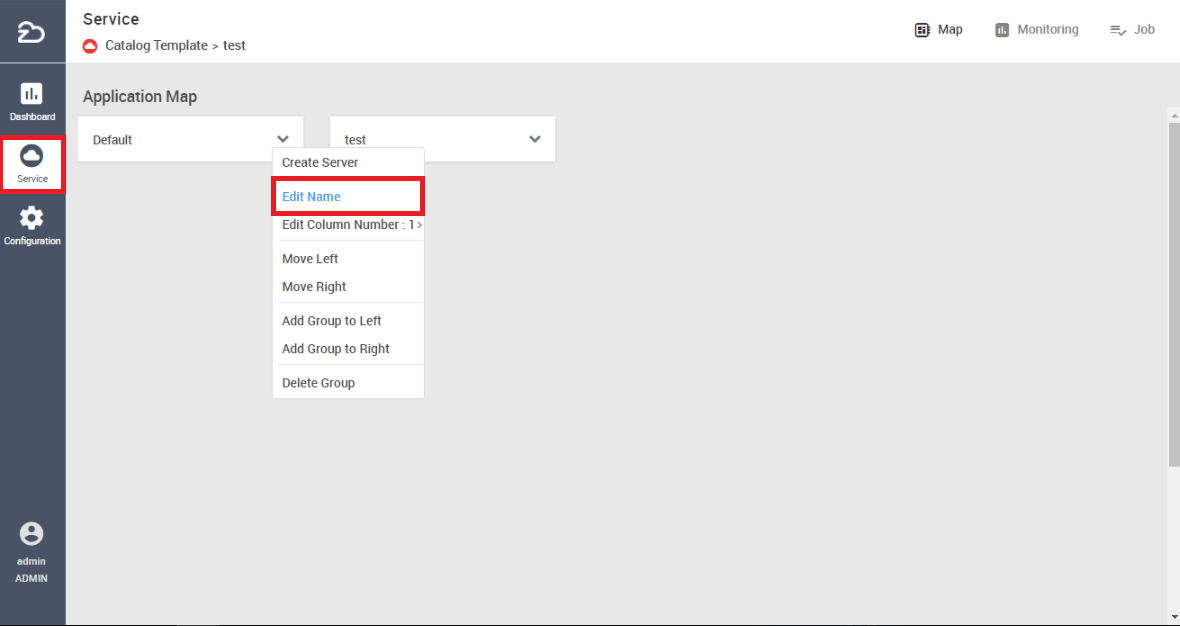 Service
Catalog Template > test
Map
Monitoring
Job
Dashboard
Service
Configuration
admin
ADMIN
Application Map
Default
test
Create Server
Edit Name
Edit Column Number : 1 >
Move Left
Move Right
Add Group to Left
Add Group to Right
Delete Group